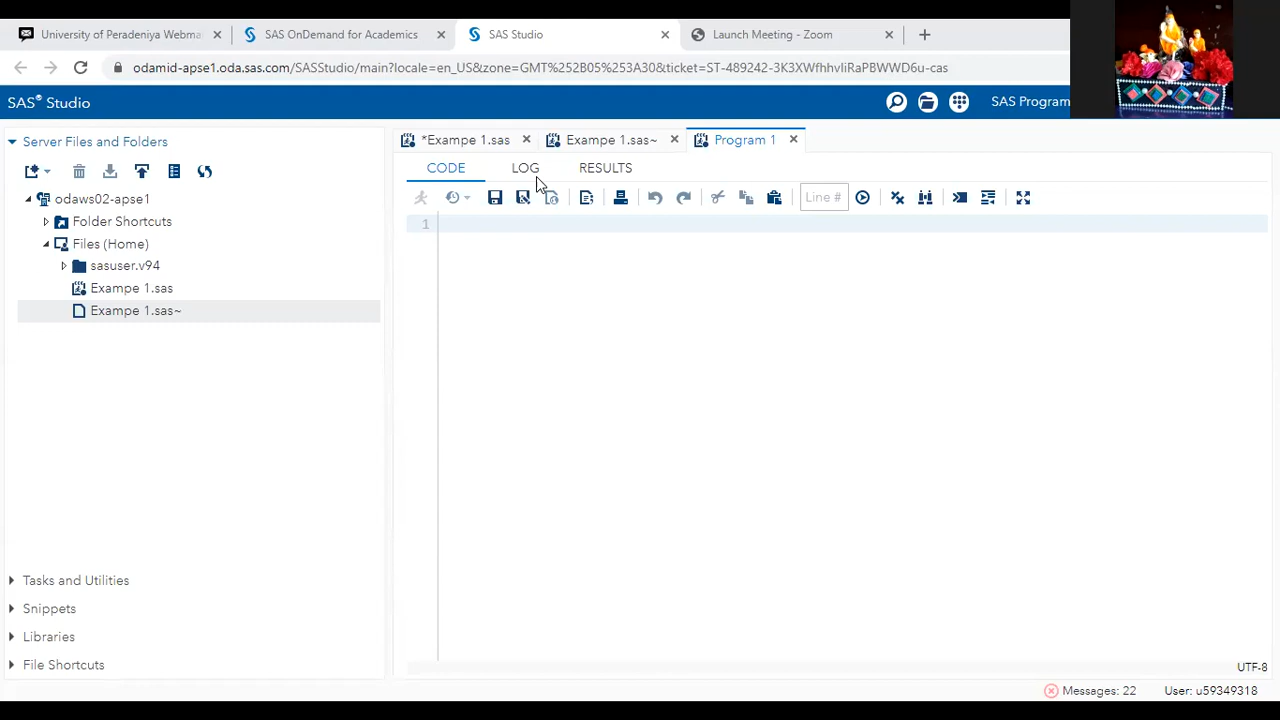 University of Peradeniya Webma
SAS OnDemand for Academics
SAS Studio
Launch Meeting - Zoom
odamid-apse1.oda.sas.com/SASStudio/main?locale=en_US&zone=GMT%252B05%253A30&ticket=ST-489242-3K3XWfhhvIiRaPBWWD6u-cas
SAS® Studio
SAS Program
Server Files and Folders
*Exampe 1.sas
Exampe 1.sas~
Program 1
CODE
LOG
RESULTS
Line #
odaws02-apse1
Folder Shortcuts
Files (Home)
sasuser.v94
Exampe 1.sas
Exampe 1.sas~
1
Tasks and Utilities
Snippets
Libraries
File Shortcuts
UTF-8
Messages: 22
User: u59349318